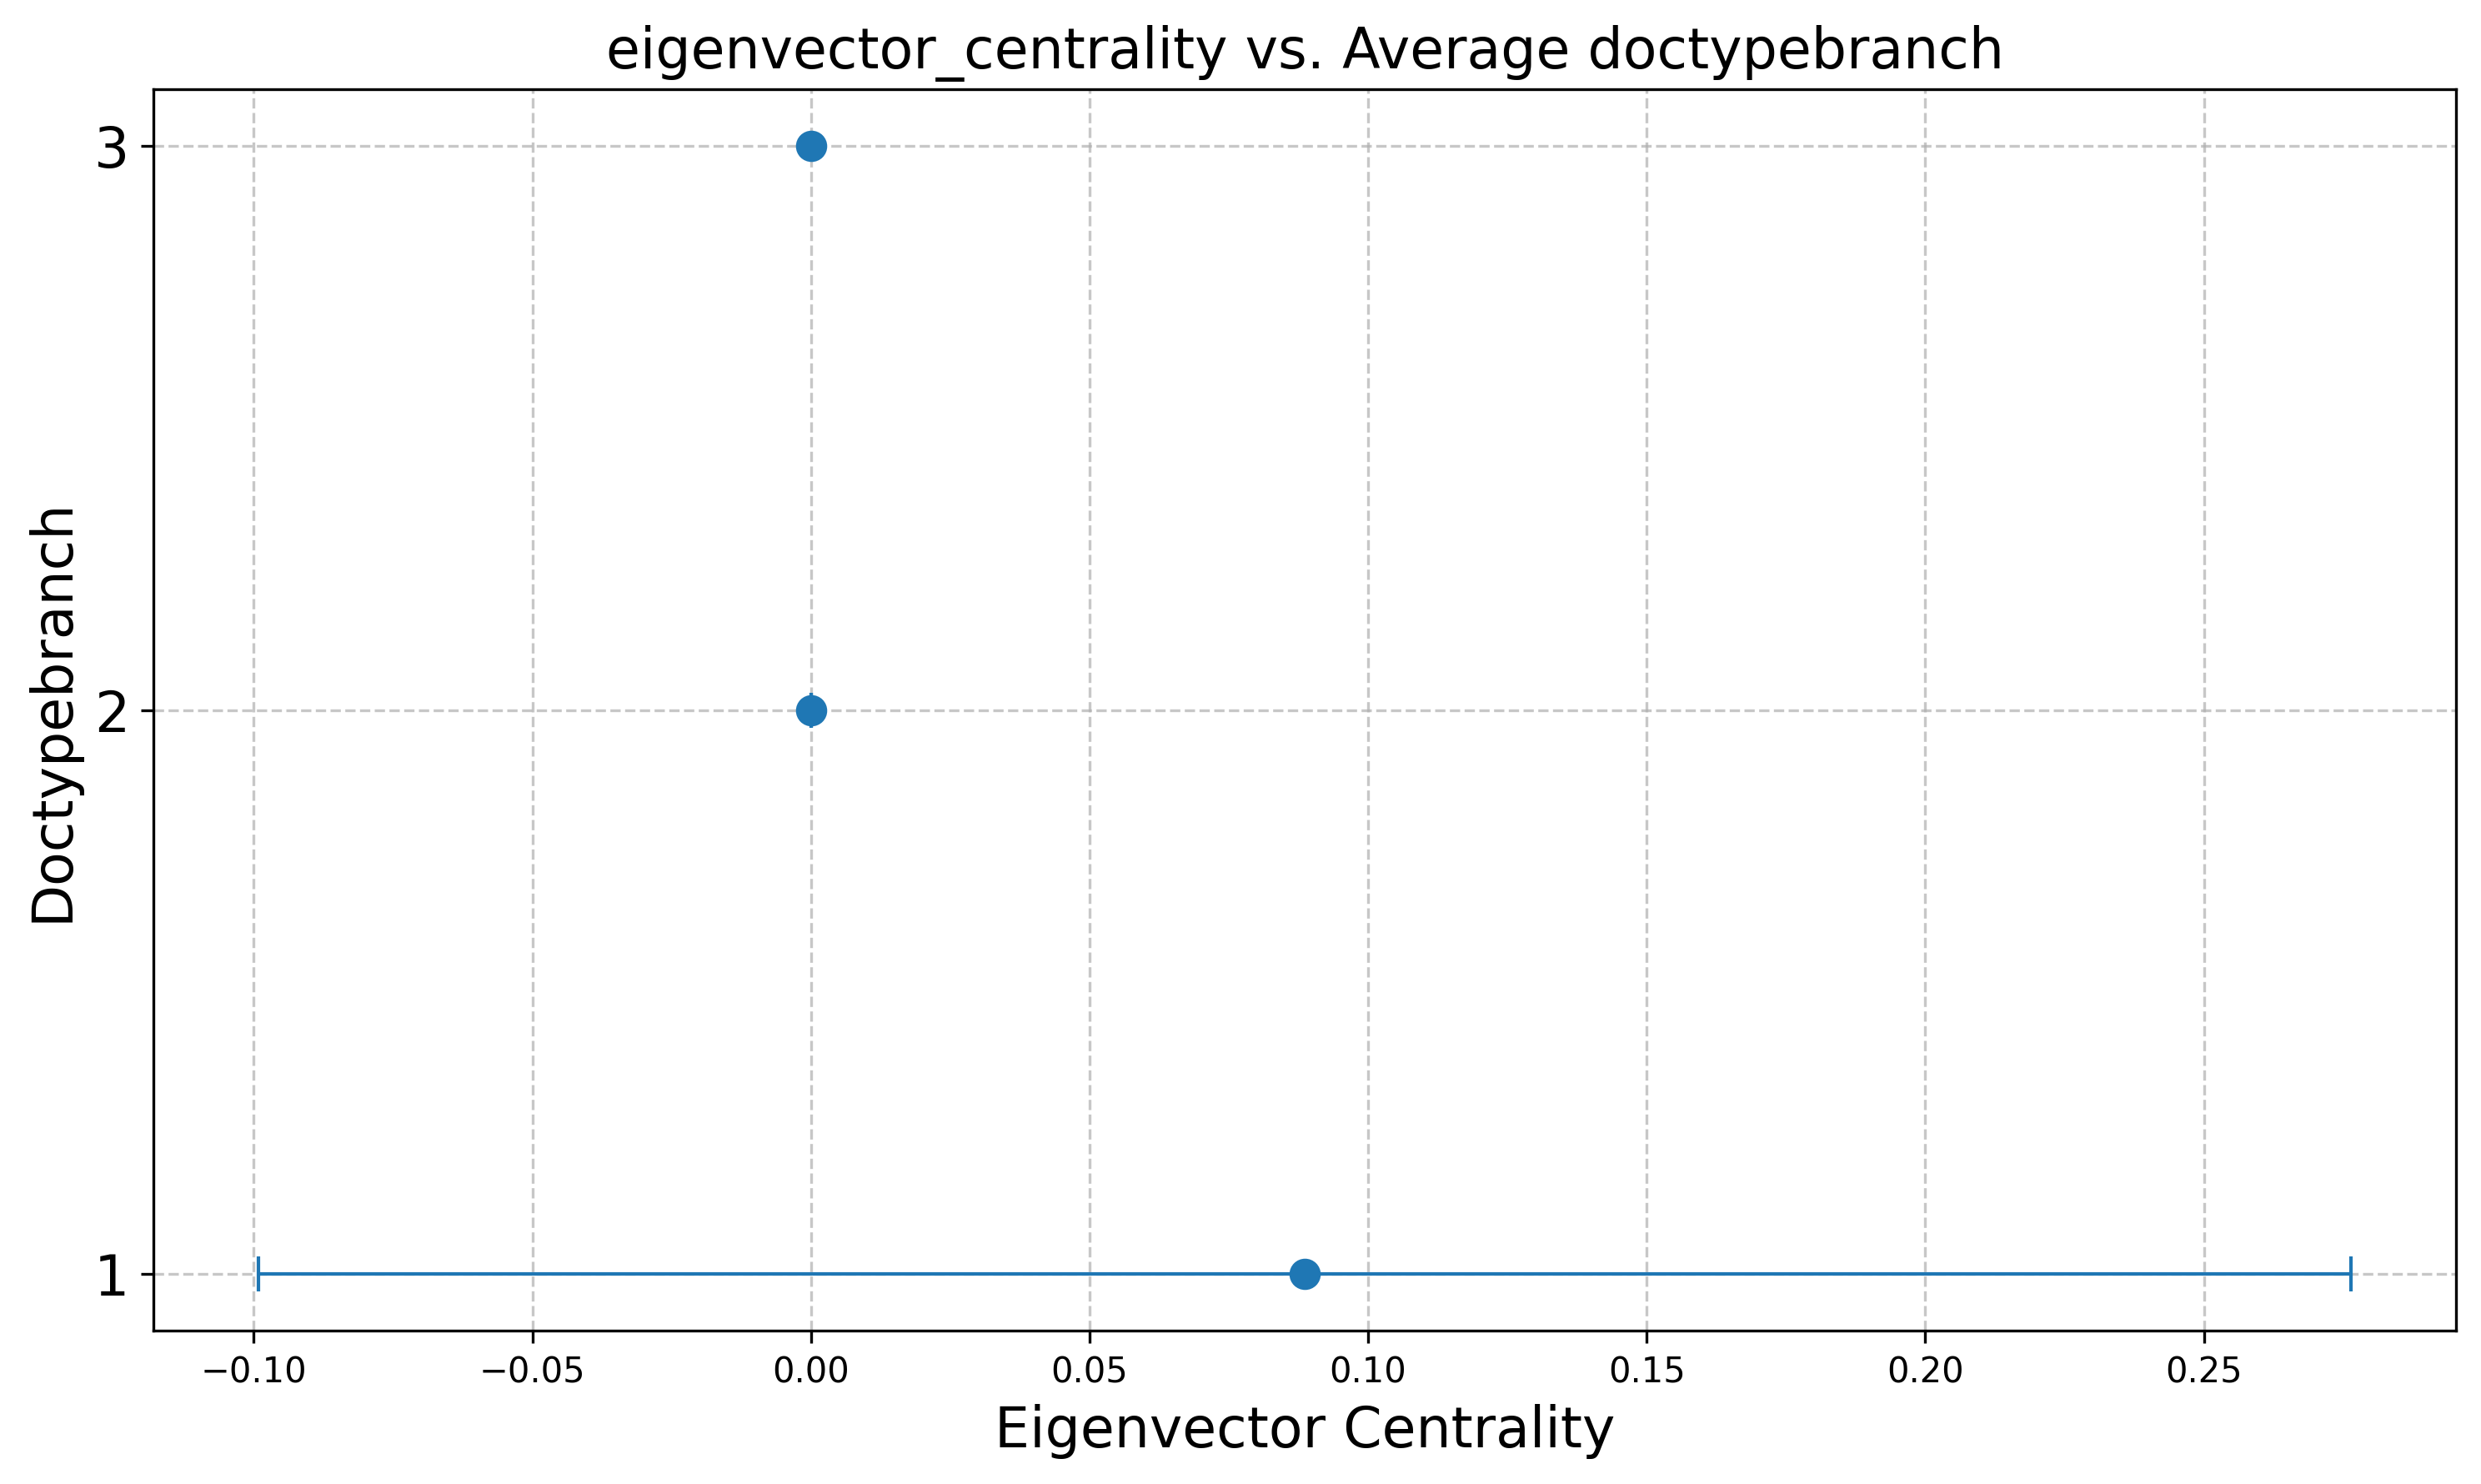 eigenvector_centrality vs. Average doctypebranch
3
2
1
Doctypebranch
−0.10 −0.05 0.00 0.05 0.10 0.15 0.20 0.25
Eigenvector Centrality